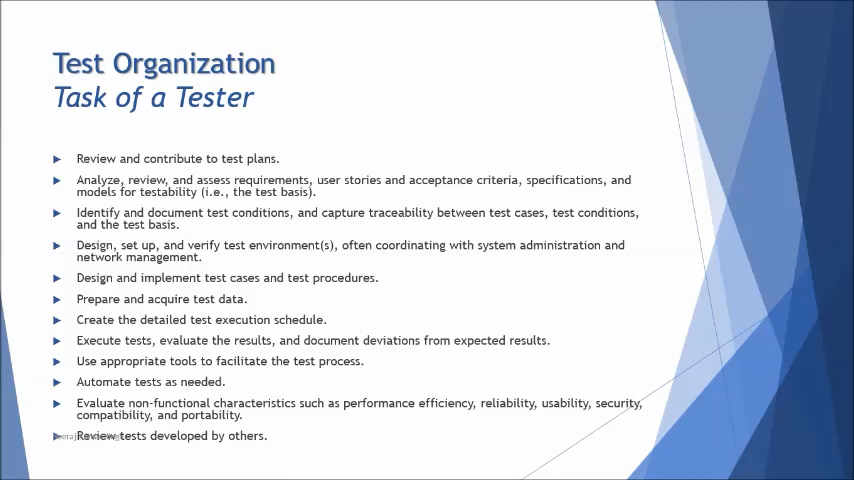 Test Organization
Task of a Tester
Review and contribute to test plans.
Analyze, review, and assess requirements, user stories and acceptance criteria, specifications, and
models for testability (i.e., the test basis).
Identify and document test conditions, and capture traceability between test cases, test conditions,
and the test basis.
Design, set up, and verify test environment(s), often coordinating with system administration and
network management.
Design and implement test cases and test procedures.
Prepare and acquire test data.
Create the detailed test execution schedule.
Execute tests, evaluate the results, and document deviations from expected results.
Use appropriate tools to facilitate the test process.
Automate tests as needed.
Evaluate non-functional characteristics such as performance efficiency, reliability, usability, security,
compatibility, and portability.
Review tests developed by others.